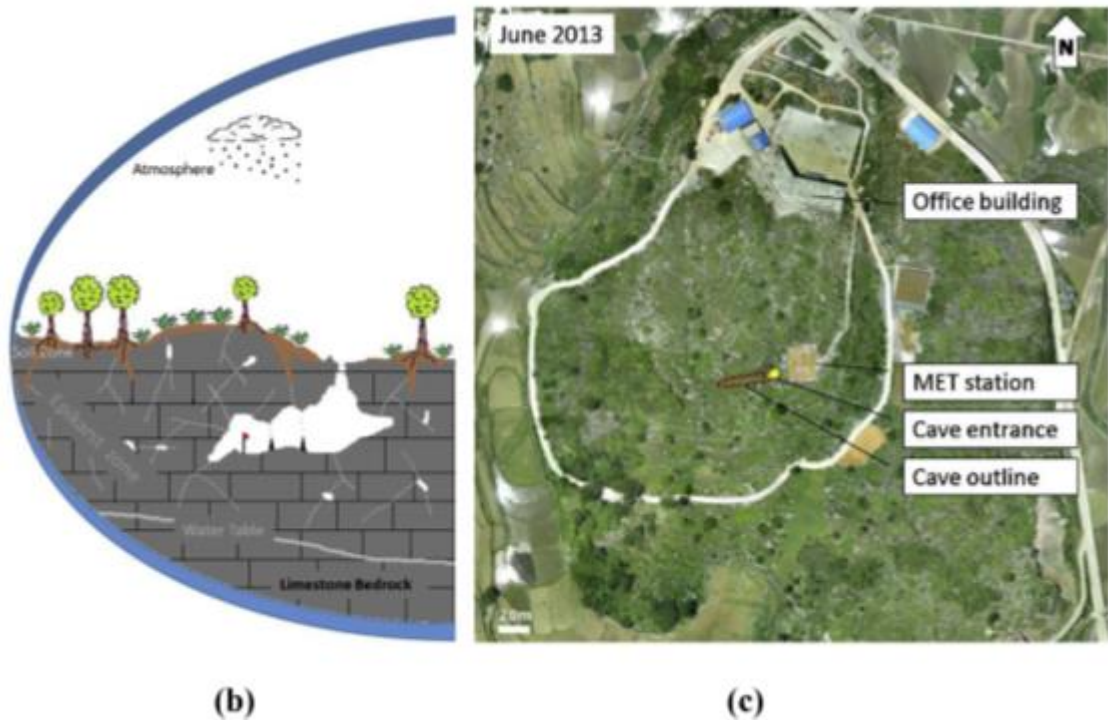 June 2013
N
Atmosphere
Office building
Soil Zone
MET station
Epikarst zone
Cave entrance
Cave outline
Water Table
Limestone Bedrock
20m
(b)
(c)